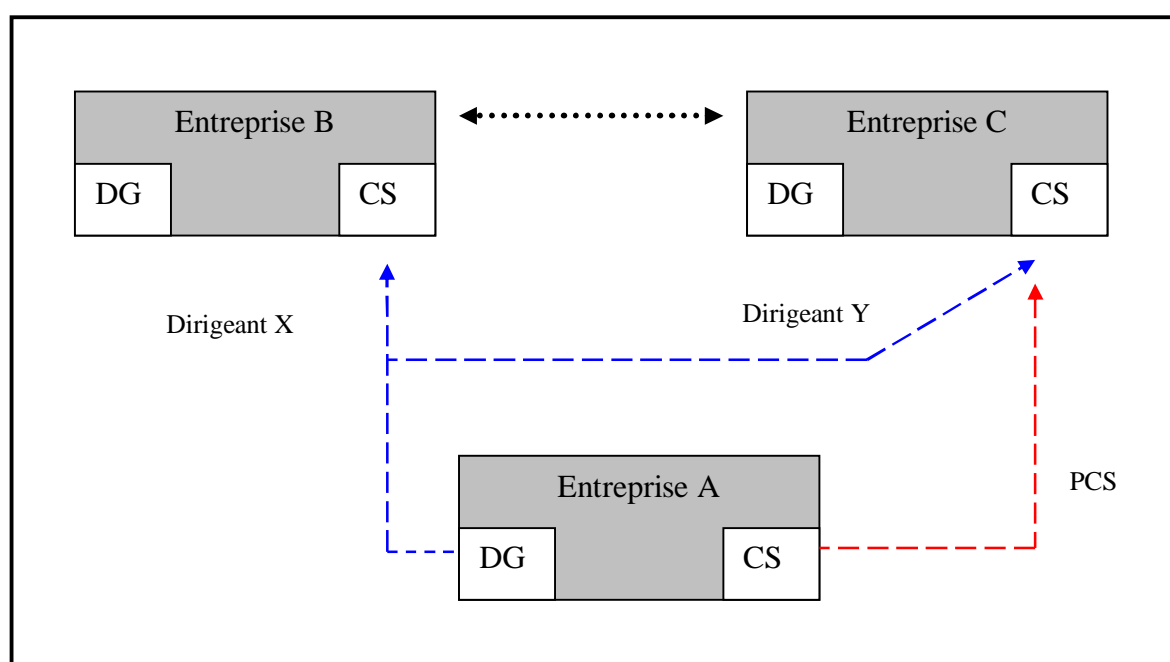 Entreprise B
Entreprise C
DG
CS
DG
CS
Dirigeant X
Dirigeant Y
Entreprise A
PCS
DG
CS